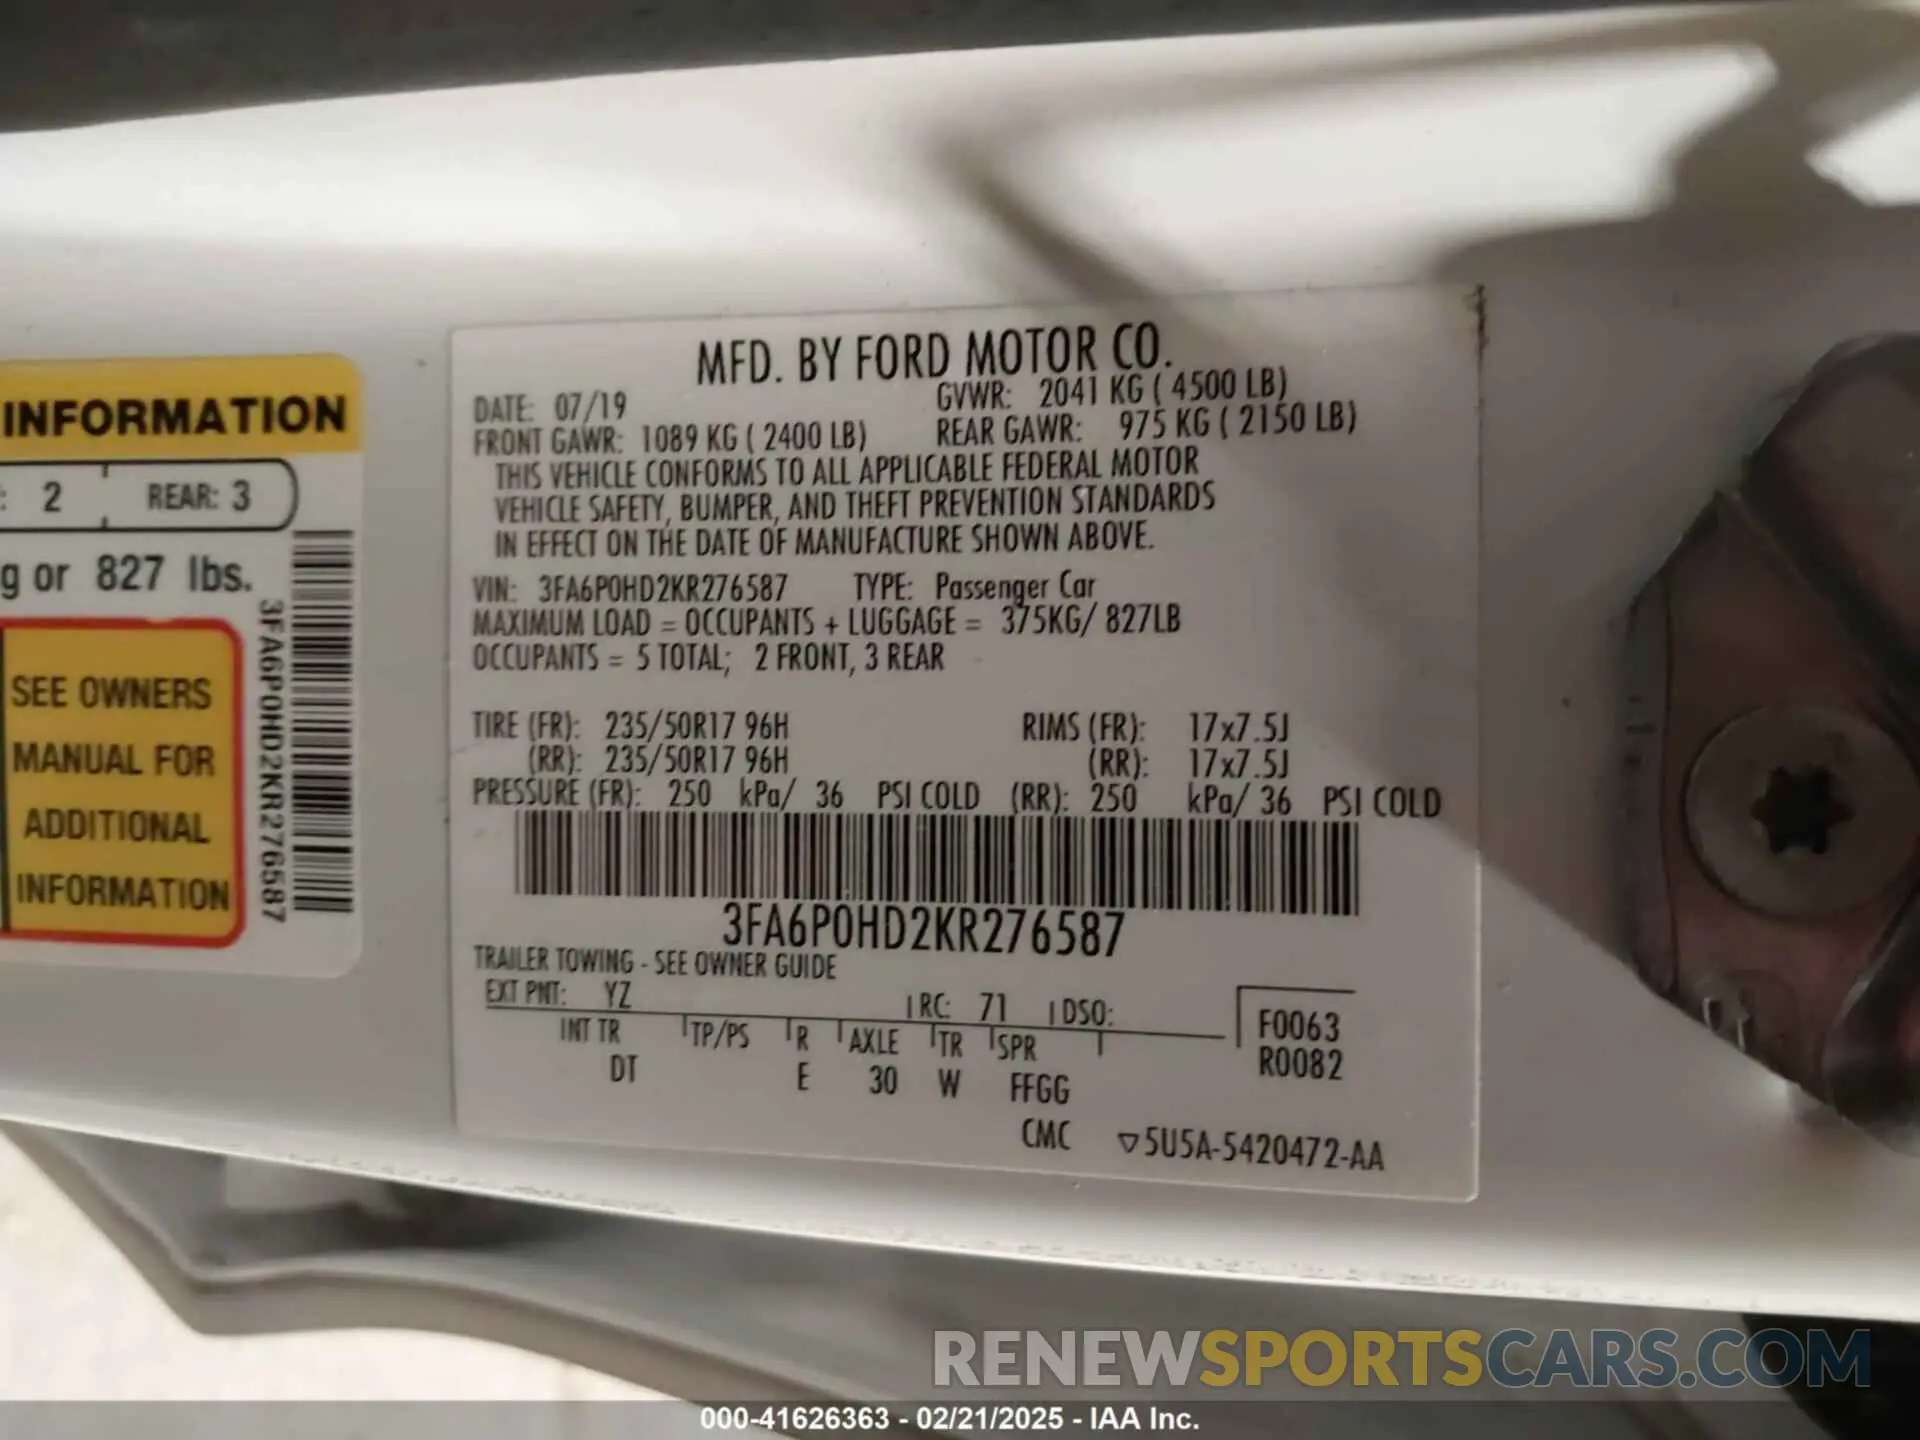 INFORMATION
: 2 REAR: 3
g or 827 lbs.
SEE OWNERS
MANUAL FOR
ADDITIONAL
INFORMATION
3FA6P0HD2KR276587
MFD. BY FORD MOTOR CO.
DATE: 07/19 GVWR: 2041 KG ( 4500 LB)
FRONT GAWR: 1089 KG ( 2400 LB) REAR GAWR: 975 KG ( 2150 LB)
THIS VEHICLE CONFORMS TO ALL APPLICABLE FEDERAL MOTOR
VEHICLE SAFETY, BUMPER, AND THEFT PREVENTION STANDARDS
IN EFFECT ON THE DATE OF MANUFACTURE SHOWN ABOVE.
VIN: 3FA6P0HD2KR276587 TYPE: Passenger Car
MAXIMUM LOAD = OCCUPANTS + LUGGAGE = 375KG/ 827LB
OCCUPANTS = 5 TOTAL; 2 FRONT, 3 REAR
TIRE (FR): 235/50R17 96H RIMS (FR): 17x7.5J
(RR): 235/50R17 96H (RR): 17x7.5J
PRESSURE (FR): 250 kPa/ 36 PSI COLD (RR): 250 kPa/ 36 PSI COLD
3FA6P0HD2KR276587
TRAILER TOWING - SEE OWNER GUIDE
EXT PNT: YZ RC: 71 DSO:
INT TR TP/PS R AXLE TR SPR
DT E 30 W FFGG
F0063
R0082
CMC ▽5U5A-5420472-AA
RENEWSPORTSCARS.COM
000-41626363 - 02/21/2025 - IAA Inc.